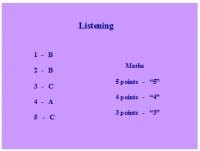 Listening
1 - B
2 - B
3 - C
4 - A
5 - C
Marks
5 points - “5”
4 points - “4”
3 points - “3”